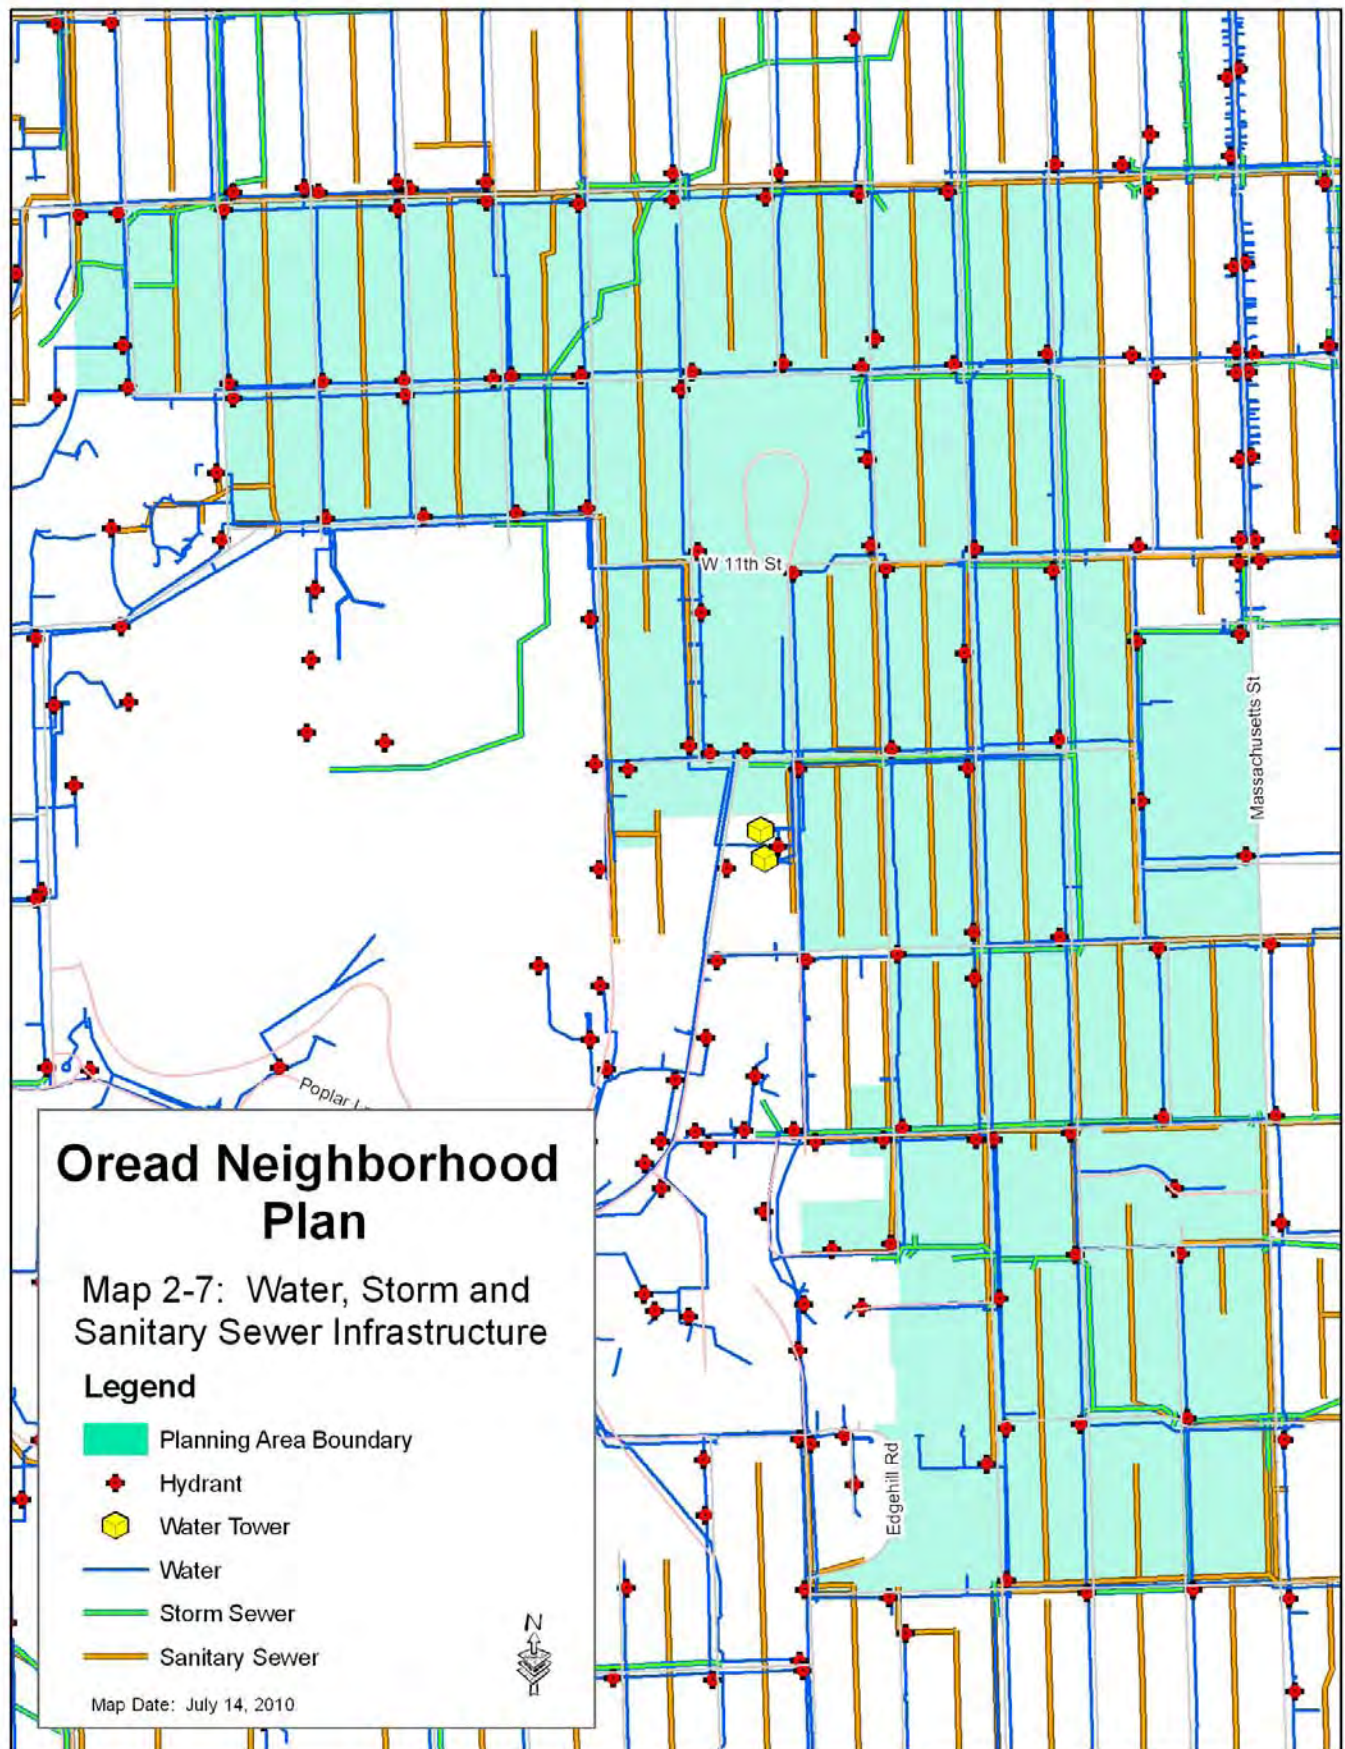 W 11th St
Massachusetts St
Poplar L
Edgehill Rd
Oread Neighborhood
Plan
Map 2-7: Water, Storm and
Sanitary Sewer Infrastructure
Legend
Planning Area Boundary
Hydrant
Water Tower
Water
Storm Sewer
Sanitary Sewer
N
Map Date: July 14, 2010